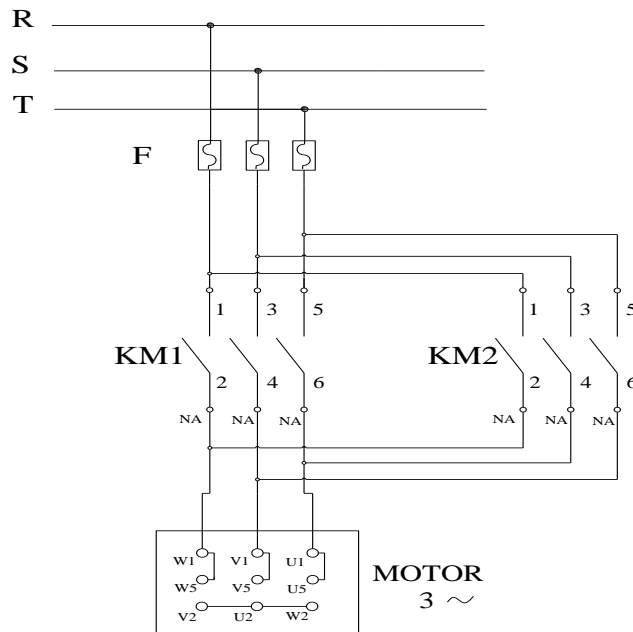 R
S
T
F
1 3 5 1 3 5
KM1 KM2
2 4 6 2 4 6
NA NA NA NA NA NA
W1 V1 U1
W5 V5 U5
V2 U2 W2
MOTOR
3 ~